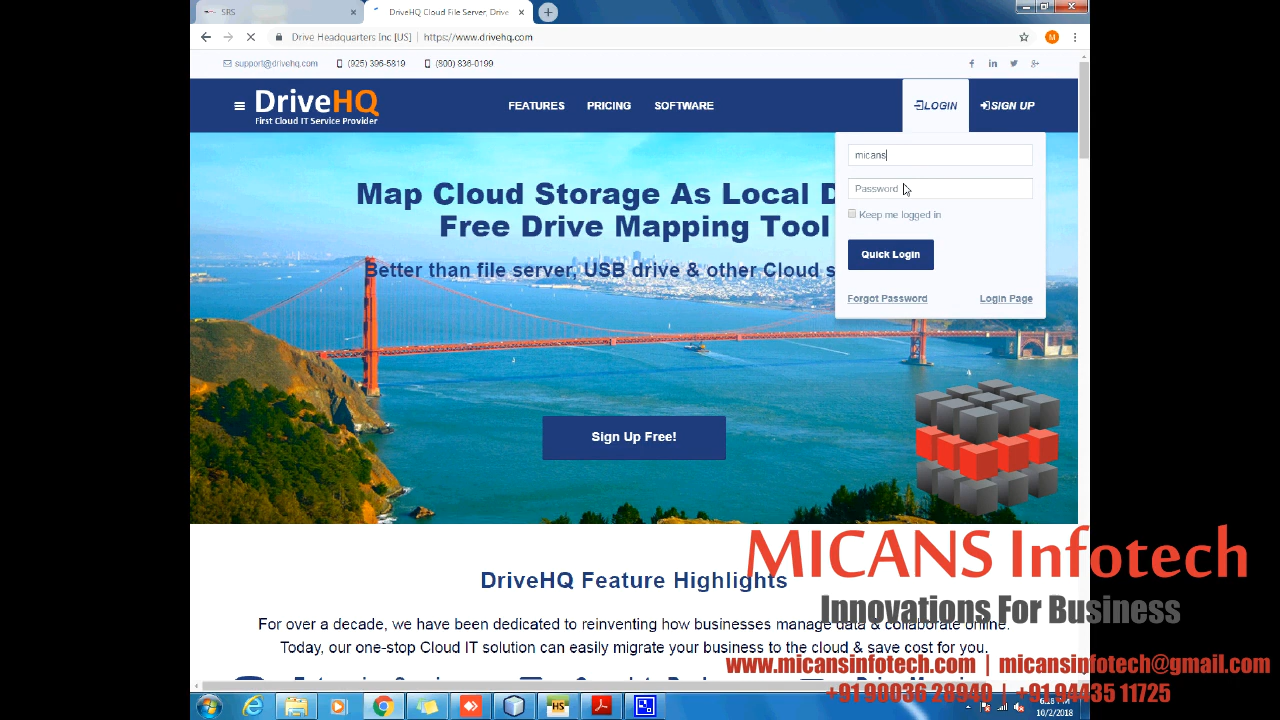 SRS
DriveHQ Cloud File Server, Drive
Drive Headquarters Inc [US]
https://www.drivehq.com
M
support@drivehq.com
(800) 836-0199
DriveHQ
First Cloud IT Service Provider
FEATURES
PRICING
SOFTWARE
LOGIN
SIGN UP
micans
Password
Keep me logged in
Quick Login
Forgot Password
Login Page
Map Cloud Storage As Local D
Free Drive Mapping Tool
Better than file server, USB drive & other Cloud s
Sign Up Free!
DriveHQ Feature Highlights
For over a decade, we have been dedicated to reinventing how businesses manage data & collaborate online.
Today, our one-stop Cloud IT solution can easily migrate your business to the cloud & save cost for you.
MICANS Infotech
Innovations For Business
www.micansinfotech.com | micansinfotech@gmail.com
+91 90036 28940 | +91 94435 11725
HS
10/2/2018